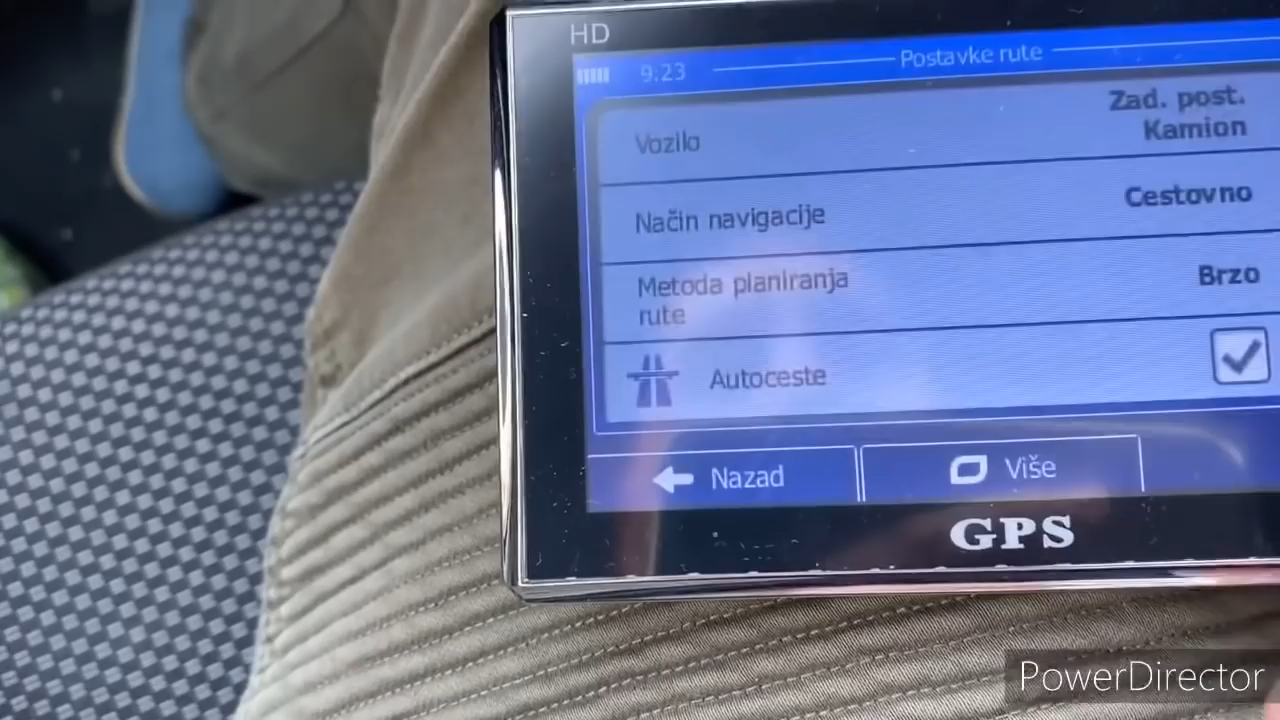 HD
9:23
Postavke rute
Vozilo
Zad. post.
Kamion
Način navigacije
Cestovno
Metoda planiranja
rute
Brzo
Autoceste
Nazad
Više
GPS
PowerDirector